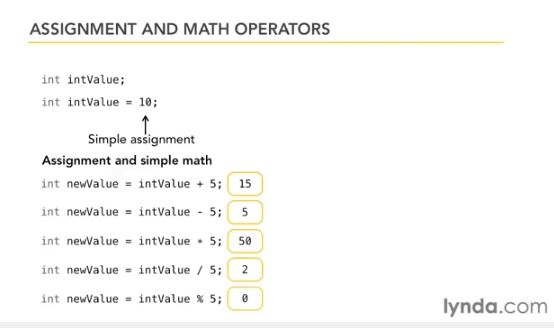 ASSIGNMENT AND MATH OPERATORS
int intValue;
int intValue = 10;
Simple assignment
Assignment and simple math
int newValue = intValue + 5; 15
int newValue = intValue - 5; 5
int newValue = intValue * 5; 50
int newValue = intValue / 5; 2
int newValue = intValue % 5; 0
lynda.com